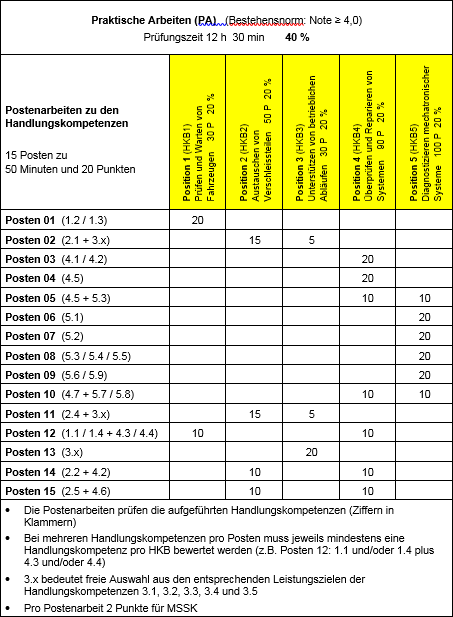 Praktische Arbeiten (PA) (Bestehensnorm: Note ≥ 4,0)
Prüfungszeit 12 h 30 min 40 %
Postenarbeiten zu den
Handlungskompetenzen
15 Posten zu
50 Minuten und 20 Punkten
Position 1 (HKB1)
Prüfen und Warten von
Fahrzeugen 30 P 20 %
Position 2 (HKB2)
Austauschen von
Verschleissteilen 50 P 20 %
Position 3 (HKB3)
Unterstützen von betrieblichen
Abläufen 30 P 20 %
Position 4 (HKB4)
Überprüfen und Reparieren von
Systemen 90 P 20 %
Position 5 (HKB5)
Diagnostizieren mechatronischer
Systeme 100 P 20 %
Posten 01 (1.2 / 1.3) 20
Posten 02 (2.1 + 3.x) 15 5
Posten 03 (4.1 / 4.2) 20
Posten 04 (4.5) 20
Posten 05 (4.5 + 5.3) 10 10
Posten 06 (5.1) 20
Posten 07 (5.2) 20
Posten 08 (5.3 / 5.4 / 5.5) 20
Posten 09 (5.6 / 5.9) 20
Posten 10 (4.7 + 5.7 / 5.8) 10 10
Posten 11 (2.4 + 3.x) 15 5
Posten 12 (1.1 / 1.4 + 4.3 / 4.4) 10 10
Posten 13 (3.x) 20
Posten 14 (2.2 + 4.2) 10 10
Posten 15 (2.5 + 4.6) 10 10
• Die Postenarbeiten prüfen die aufgeführten Handlungskompetenzen (Ziffern in
Klammern)
• Bei mehreren Handlungskompetenzen pro Posten muss jeweils mindestens eine
Handlungskompetenz pro HKB bewertet werden (z.B. Posten 12: 1.1 und/oder 1.4 plus
4.3 und/oder 4.4)
• 3.x bedeutet freie Auswahl aus den entsprechenden Leistungszielen der
Handlungskompetenzen 3.1, 3.2, 3.3, 3.4 und 3.5
• Pro Postenarbeit 2 Punkte für MSSK